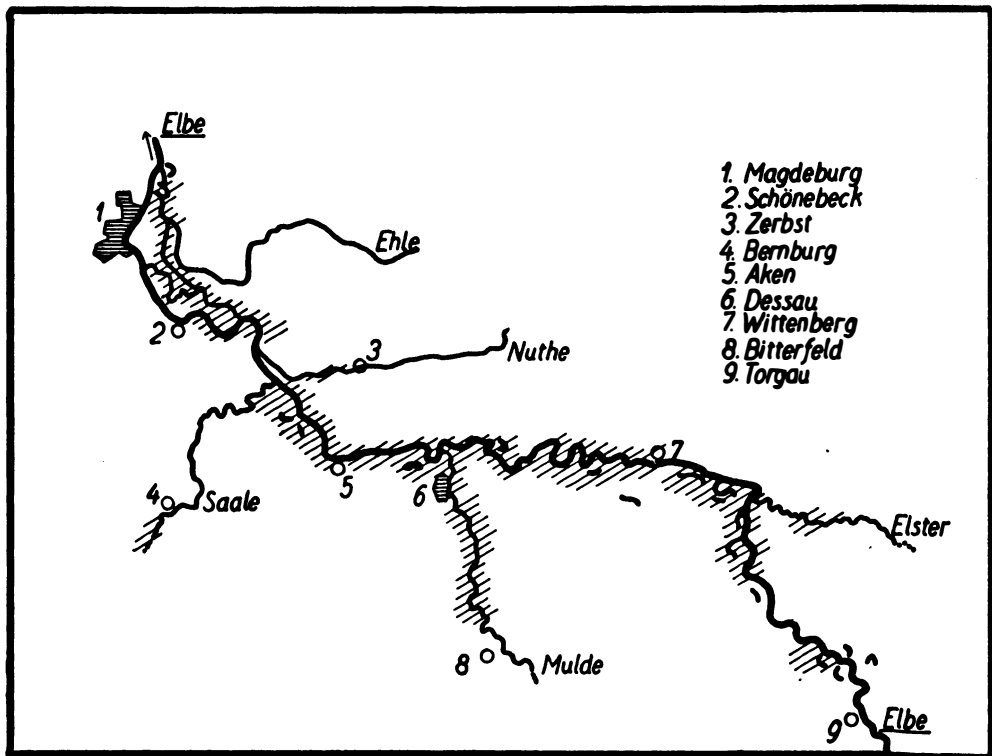 Elbe
1
Ehle
2
3
Nuthe
4
Saale
5
6
7
Elster
8
Mulde
9
Elbe
1. Magdeburg
2. Schönebeck
3. Zerbst
4. Bernburg
5. Aken
6. Dessau
7. Wittenberg
8. Bitterfeld
9. Torgau